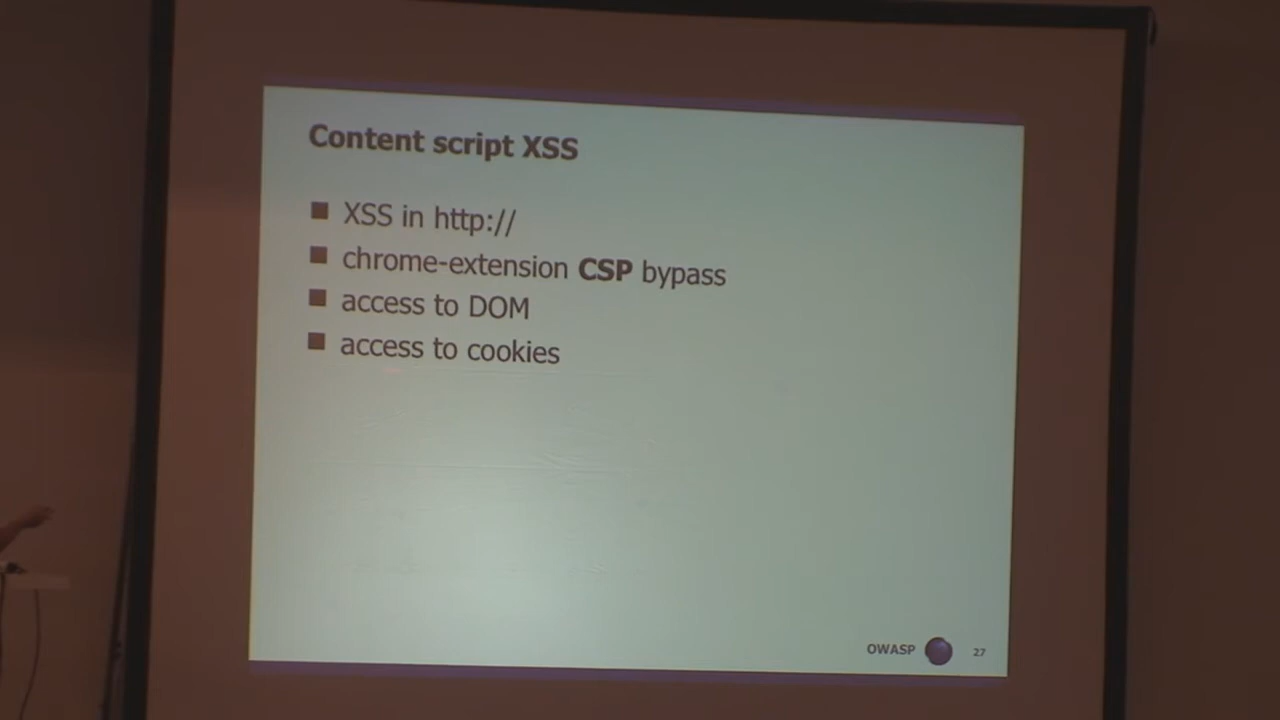 Content script XSS
XSS in http://
chrome-extension CSP bypass
access to DOM
access to cookies
OWASP
27